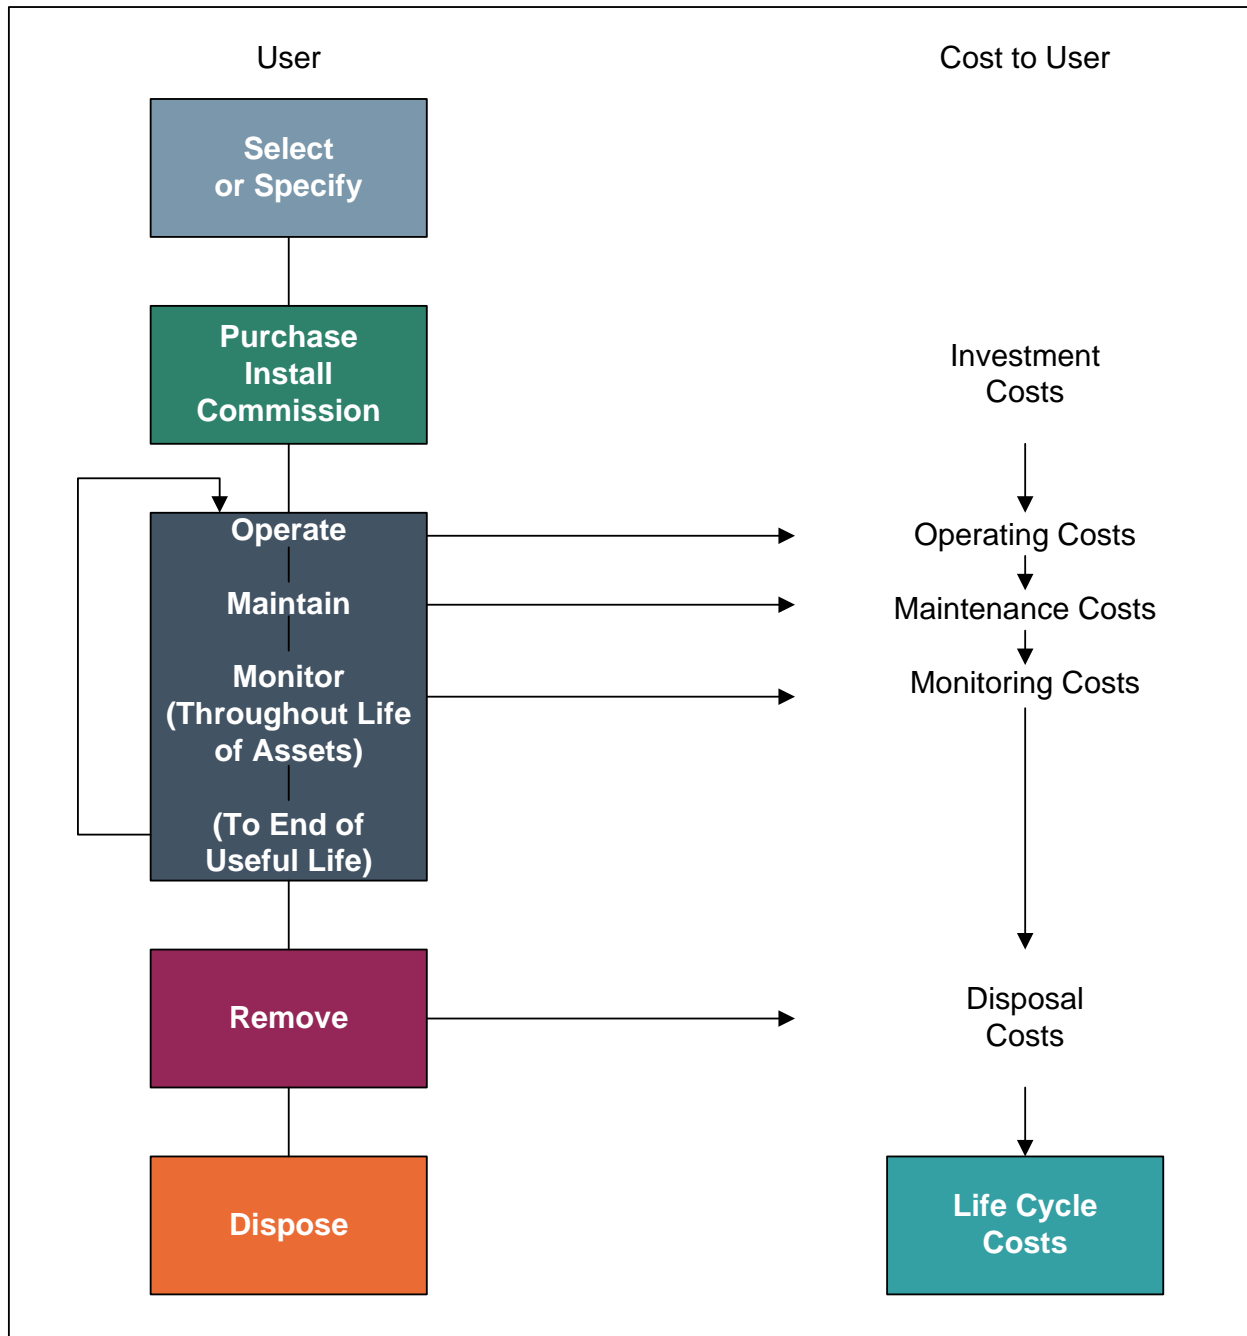 User
Cost to User
Select
or Specify
Purchase
Install
Commission
Investment
Costs
Operate
Operating Costs
Maintain
Maintenance Costs
Monitor
(Throughout Life
of Assets)
Monitoring Costs
(To End of
Useful Life)
Remove
Disposal
Costs
Dispose
Life Cycle
Costs